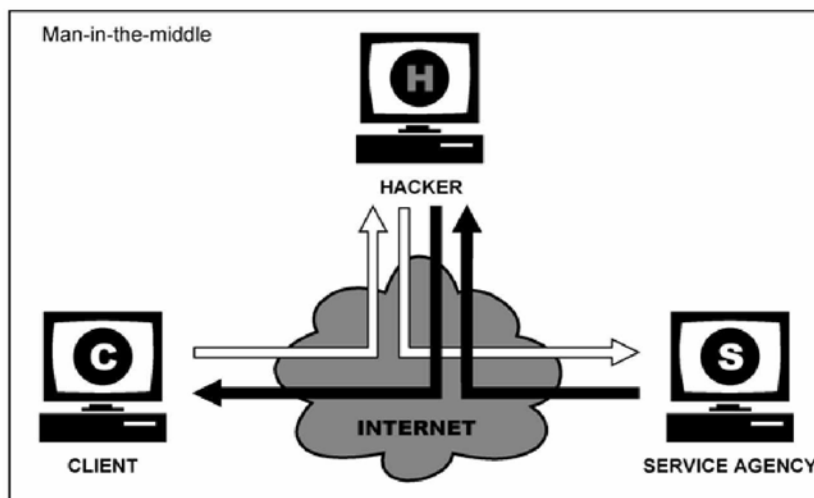 Man-in-the-middle
H
HACKER
C
S
INTERNET
CLIENT
SERVICE AGENCY